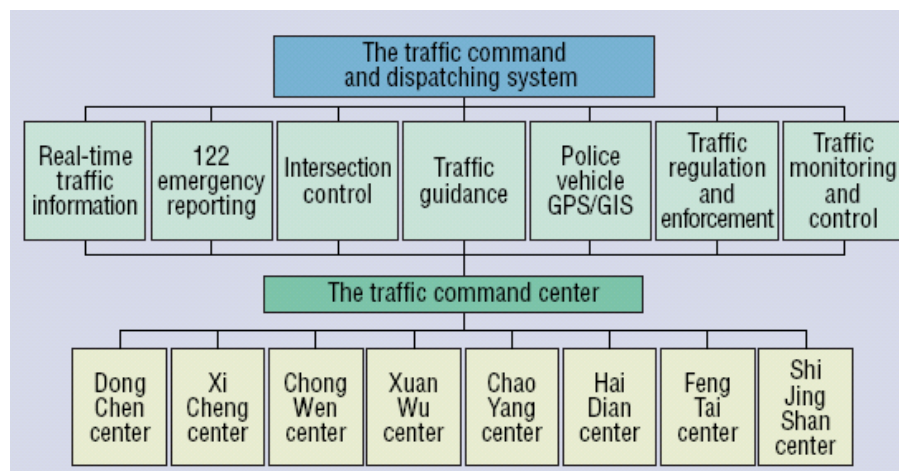 The traffic command
and dispatching system
Real-time
traffic
information
122
emergency
reporting
Intersection
control
Traffic
guidance
Police
vehicle
GPS/GIS
Traffic
regulation
and
enforcement
Traffic
monitoring
and
control
The traffic command center
Dong
Chen
center
Xi
Cheng
center
Chong
Wen
center
Xuan
Wu
center
Chao
Yang
center
Hai
Dian
center
Feng
Tai
center
Shi
Jing
Shan
center